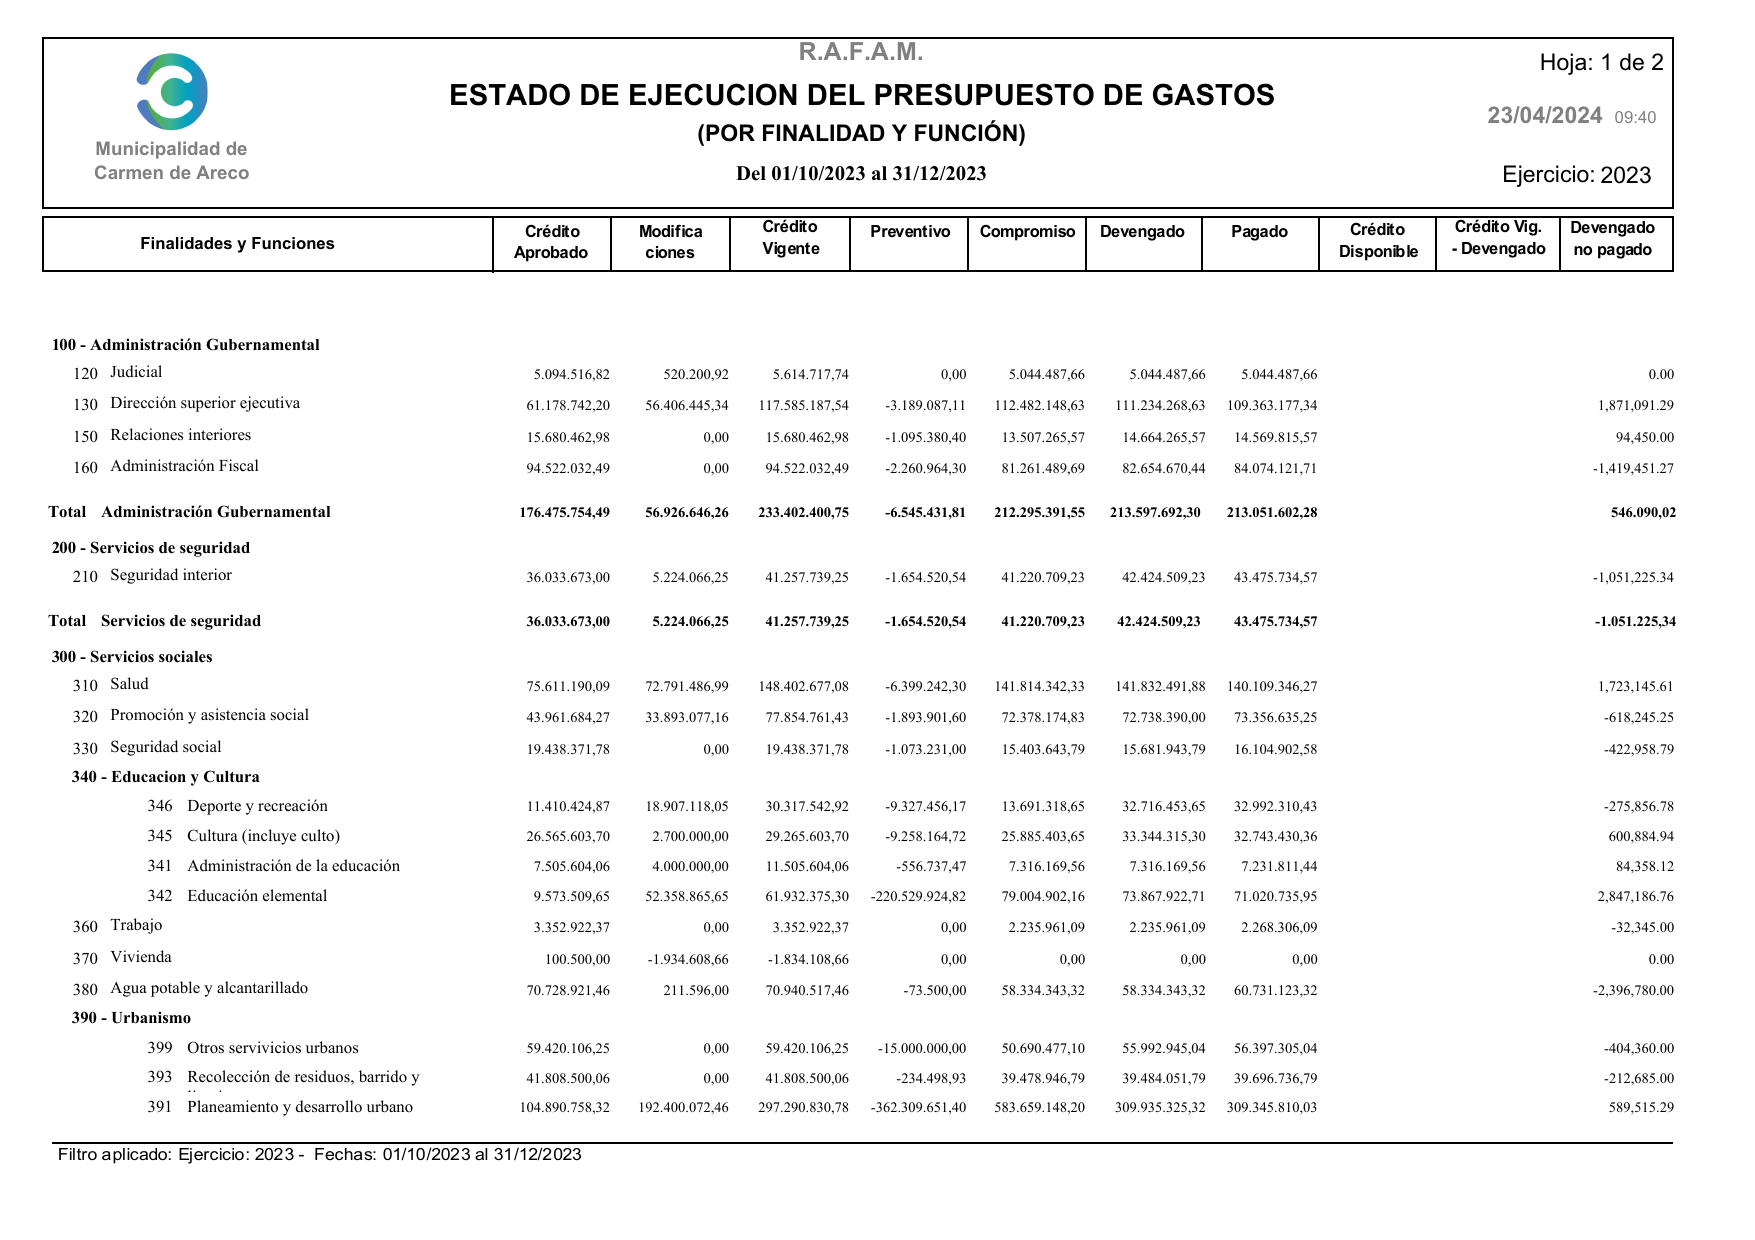 R.A.F.A.M.
Hoja: 1 de 2
ESTADO DE EJECUCION DEL PRESUPUESTO DE GASTOS
23/04/2024 09:40
(POR FINALIDAD Y FUNCIÓN)
Municipalidad de
Carmen de Areco
Del 01/10/2023 al 31/12/2023
Ejercicio: 2023
Finalidades y Funciones Crédito Aprobado Modifica ciones Crédito Vigente Preventivo Compromiso Devengado Pagado Crédito Disponible Crédito Vig. - Devengado Devengado no pagado
100 - Administración Gubernamental
120 Judicial 5.094.516,82 520.200,92 5.614.717,74 0,00 5.044.487,66 5.044.487,66 5.044.487,66 0.00
130 Dirección superior ejecutiva 61.178.742,20 56.406.445,34 117.585.187,54 -3.189.087,11 112.482.148,63 111.234.268,63 109.363.177,34 1,871,091.29
150 Relaciones interiores 15.680.462,98 0,00 15.680.462,98 -1.095.380,40 13.507.265,57 14.664.265,57 14.569.815,57 94,450.00
160 Administración Fiscal 94.522.032,49 0,00 94.522.032,49 -2.260.964,30 81.261.489,69 82.654.670,44 84.074.121,71 -1,419,451.27
Total Administración Gubernamental 176.475.754,49 56.926.646,26 233.402.400,75 -6.545.431,81 212.295.391,55 213.597.692,30 213.051.602,28 546.090,02
200 - Servicios de seguridad
210 Seguridad interior 36.033.673,00 5.224.066,25 41.257.739,25 -1.654.520,54 41.220.709,23 42.424.509,23 43.475.734,57 -1,051,225.34
Total Servicios de seguridad 36.033.673,00 5.224.066,25 41.257.739,25 -1.654.520,54 41.220.709,23 42.424.509,23 43.475.734,57 -1.051.225,34
300 - Servicios sociales
310 Salud 75.611.190,09 72.791.486,99 148.402.677,08 -6.399.242,30 141.814.342,33 141.832.491,88 140.109.346,27 1,723,145.61
320 Promoción y asistencia social 43.961.684,27 33.893.077,16 77.854.761,43 -1.893.901,60 72.378.174,83 72.738.390,00 73.356.635,25 -618,245.25
330 Seguridad social 19.438.371,78 0,00 19.438.371,78 -1.073.231,00 15.403.643,79 15.681.943,79 16.104.902,58 -422,958.79
340 - Educacion y Cultura
346 Deporte y recreación 11.410.424,87 18.907.118,05 30.317.542,92 -9.327.456,17 13.691.318,65 32.716.453,65 32.992.310,43 -275,856.78
345 Cultura (incluye culto) 26.565.603,70 2.700.000,00 29.265.603,70 -9.258.164,72 25.885.403,65 33.344.315,30 32.743.430,36 600,884.94
341 Administración de la educación 7.505.604,06 4.000.000,00 11.505.604,06 -556.737,47 7.316.169,56 7.316.169,56 7.231.811,44 84,358.12
342 Educación elemental 9.573.509,65 52.358.865,65 61.932.375,30 -220.529.924,82 79.004.902,16 73.867.922,71 71.020.735,95 2,847,186.76
360 Trabajo 3.352.922,37 0,00 3.352.922,37 0,00 2.235.961,09 2.235.961,09 2.268.306,09 -32,345.00
370 Vivienda 100.500,00 -1.934.608,66 -1.834.108,66 0,00 0,00 0,00 0,00 0.00
380 Agua potable y alcantarillado 70.728.921,46 211.596,00 70.940.517,46 -73.500,00 58.334.343,32 58.334.343,32 60.731.123,32 -2,396,780.00
390 - Urbanismo
399 Otros servivicios urbanos 59.420.106,25 0,00 59.420.106,25 -15.000.000,00 50.690.477,10 55.992.945,04 56.397.305,04 -404,360.00
393 Recolección de residuos, barrido y 41.808.500,06 0,00 41.808.500,06 -234.498,93 39.478.946,79 39.484.051,79 39.696.736,79 -212,685.00
391 Planeamiento y desarrollo urbano 104.890.758,32 192.400.072,46 297.290.830,78 -362.309.651,40 583.659.148,20 309.935.325,32 309.345.810,03 589,515.29
Filtro aplicado: Ejercicio: 2023 - Fechas: 01/10/2023 al 31/12/2023